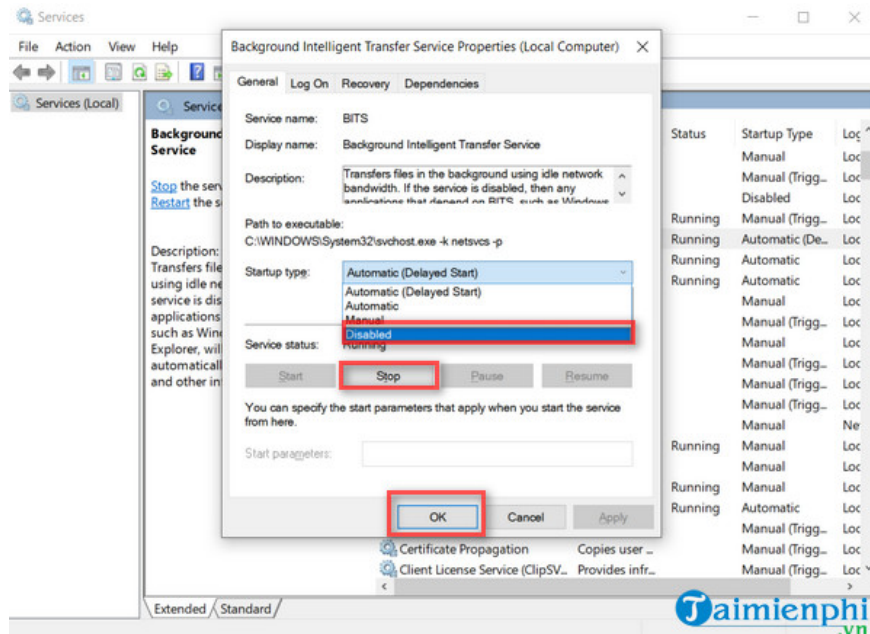 Services
File Action View Help
Services (Local)
Background
Service
Stop the serv
Restart the s
Description:
Transfers file
using idle ne
service is dis
applications
such as Wind
Explorer, will
automaticall
and other in
Background Intelligent Transfer Service Properties (Local Computer)
General Log On Recovery Dependencies
Service name: BITS
Display name: Background Intelligent Transfer Service
Description: Transfers files in the background using idle network
bandwidth. If the service is disabled, then any
applications that depend on BITS, such as Windows
Path to executable:
C:\WINDOWS\System32\svchost.exe -k netsvcs -p
Startup type: Automatic (Delayed Start)
Automatic (Delayed Start)
Automatic
Manual
Disabled
Service status: Running
Start Stop Pause Resume
You can specify the start parameters that apply when you start the service
from here.
Start parameters:
OK Cancel Apply
Status Startup Type Log
Manual Loc
Manual (Trigg... Loc
Disabled Loc
Running Manual (Trigg... Loc
Running Automatic (De... Loc
Running Automatic Loc
Running Automatic Loc
Manual Loc
Manual (Trigg... Loc
Manual Loc
Manual (Trigg... Loc
Manual (Trigg... Loc
Manual (Trigg... Loc
Manual Ne
Running Manual Loc
Manual Loc
Running Manual Loc
Running Automatic Loc
Manual (Trigg... Loc
Certificate Propagation Copies user ... Manual (Trigg... Loc
Client License Service (ClipSV... Provides infr... Manual (Trigg... Loc
Extended Standard
Taimienphi
.vn